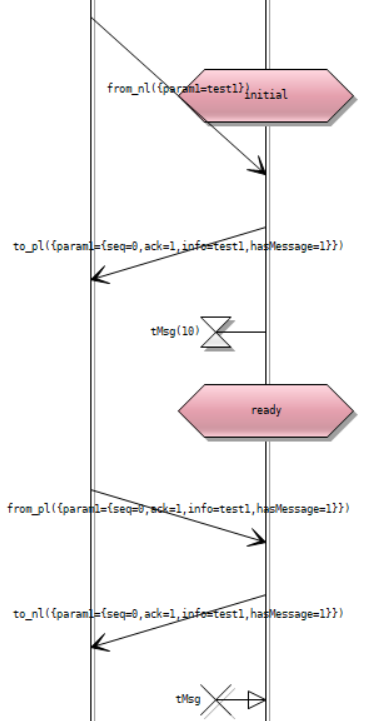 from_nl({param1=test1})
initial
to_pl({param1={seq=0,ack=1,info=test1,hasMessage=1}})
tMsg(10)
ready
from_pl({param1={seq=0,ack=1,info=test1,hasMessage=1}})
to_nl({param1={seq=0,ack=1,info=test1,hasMessage=1}})
tMsg